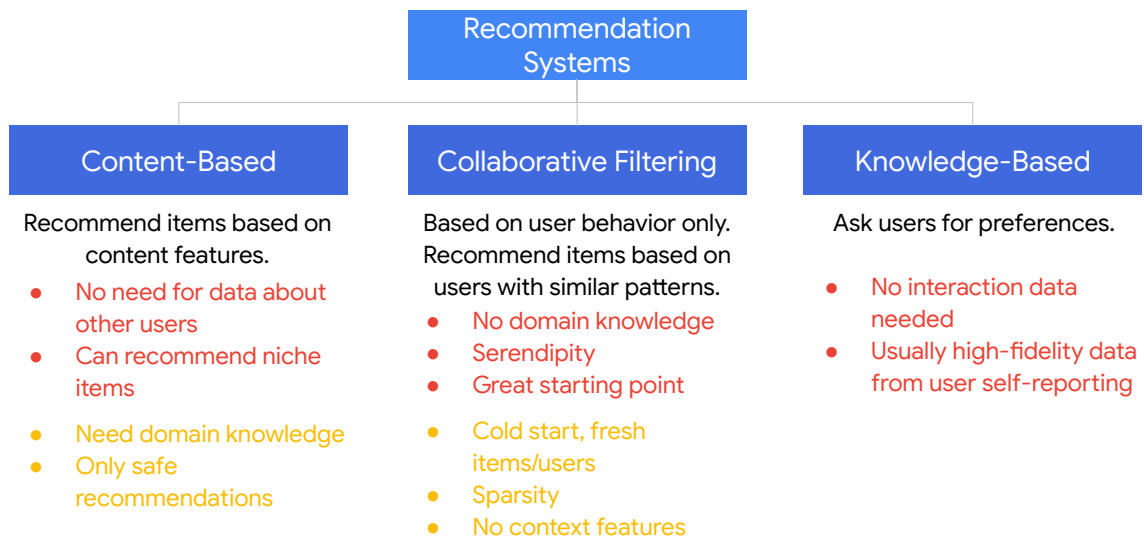 Recommendation
Systems
Content-Based
Recommend items based on
content features.
● No need for data about
other users
● Can recommend niche
items
● Need domain knowledge
● Only safe
recommendations
Collaborative Filtering
Based on user behavior only.
Recommend items based on
users with similar patterns.
● No domain knowledge
● Serendipity
● Great starting point
● Cold start, fresh
items/users
● Sparsity
● No context features
Knowledge-Based
Ask users for preferences.
● No interaction data
needed
● Usually high-fidelity data
from user self-reporting